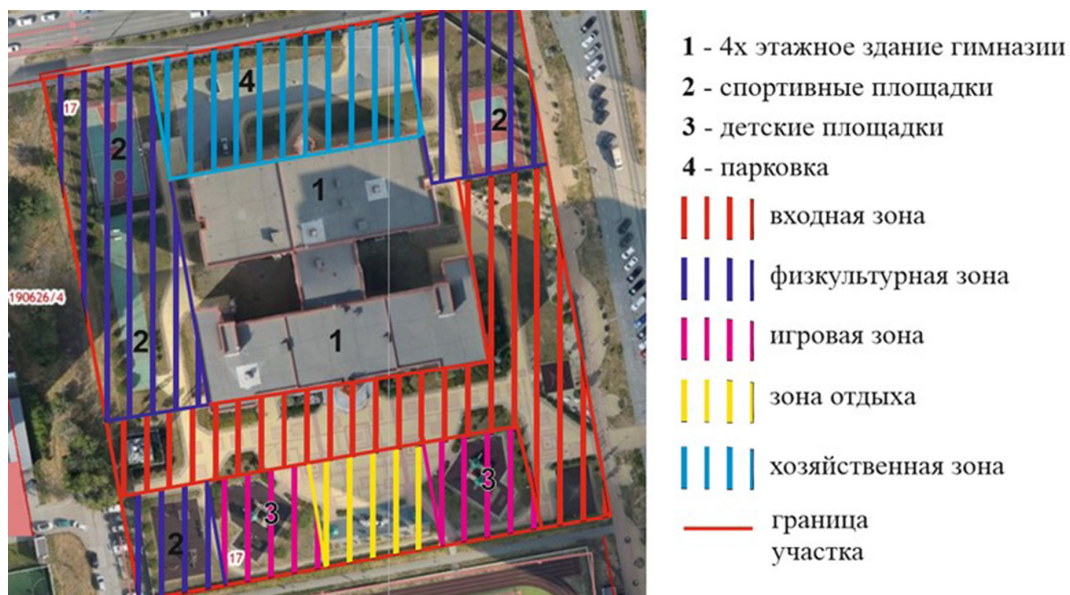 17
4
2
2
1
190626/4
2
1
3
3
2
17
1 - 4х этажное здание гимназии
2 - спортивные площадки
3 - детские площадки
4 - парковка
входная зона
физкультурная зона
игровая зона
зона отдыха
хозяйственная зона
граница
участка